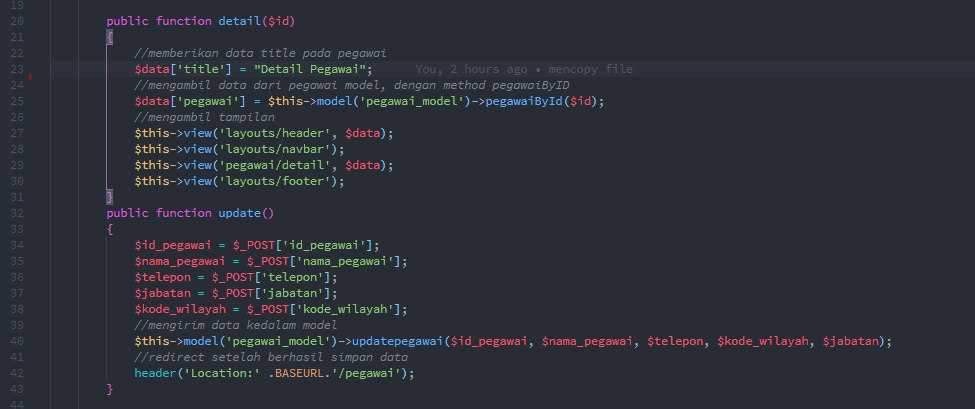 19
20 public function detail($id)
21 {
22 //memberikan data title pada pegawai
23 $data['title'] = "Detail Pegawai"; You, 2 hours ago • mencopy file
24 //mengambil data dari pegawai model, dengan method pegawaiByID
25 $data['pegawai'] = $this->model('pegawai_model')->pegawaiById($id);
26 //mengambil tampilan
27 $this->view('layouts/header', $data);
28 $this->view('layouts/navbar');
29 $this->view('pegawai/detail', $data);
30 $this->view('layouts/footer');
31 }
32 public function update()
33 {
34 $id_pegawai = $_POST['id_pegawai'];
35 $nama_pegawai = $_POST['nama_pegawai'];
36 $telepon = $_POST['telepon'];
37 $jabatan = $_POST['jabatan'];
38 $kode_wilayah = $_POST['kode_wilayah'];
39 //mengirim data kedalam model
40 $this->model('pegawai_model')->updatepegawai($id_pegawai, $nama_pegawai, $telepon, $kode_wilayah, $jabatan);
41 //redirect setelah berhasil simpan data
42 header('Location:' .BASEURL.'/pegawai');
43 }
44